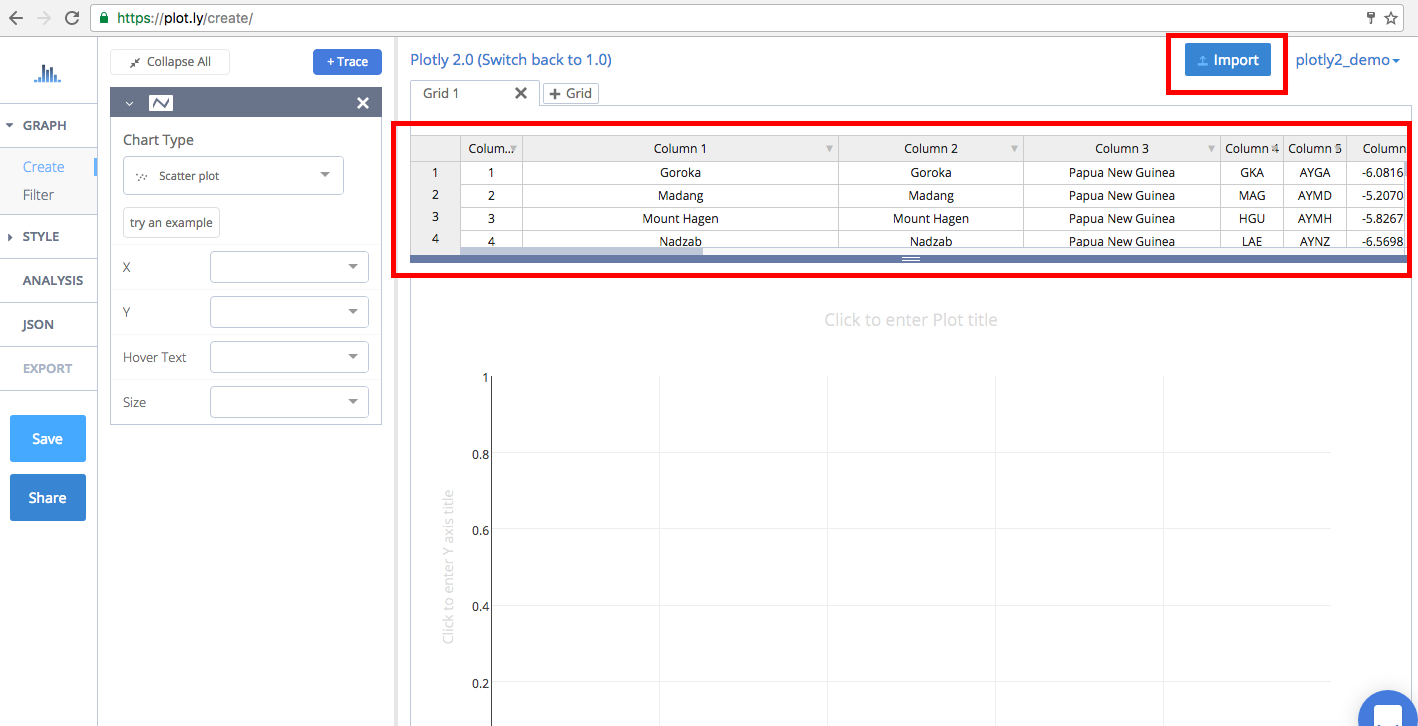 https://plot.ly/create/
Collapse All
+ Trace
Plotly 2.0 (Switch back to 1.0)
Import
plotly2_demo
Grid 1
+ Grid
GRAPH
Create
Filter
STYLE
ANALYSIS
JSON
EXPORT
Save
Share
Chart Type
Scatter plot
try an example
X
Y
Hover Text
Size
Colum... Column 1 Column 2 Column 3 Column 4 Column 5 Column
1 1 Goroka Goroka Papua New Guinea GKA AYGA -6.0816
2 2 Madang Madang Papua New Guinea MAG AYMD -5.2070
3 3 Mount Hagen Mount Hagen Papua New Guinea HGU AYMH -5.8267
4 4 Nadzab Nadzab Papua New Guinea LAE AYNZ -6.5698
Click to enter Plot title
1
0.8
0.6
0.4
0.2
Click to enter Y axis title